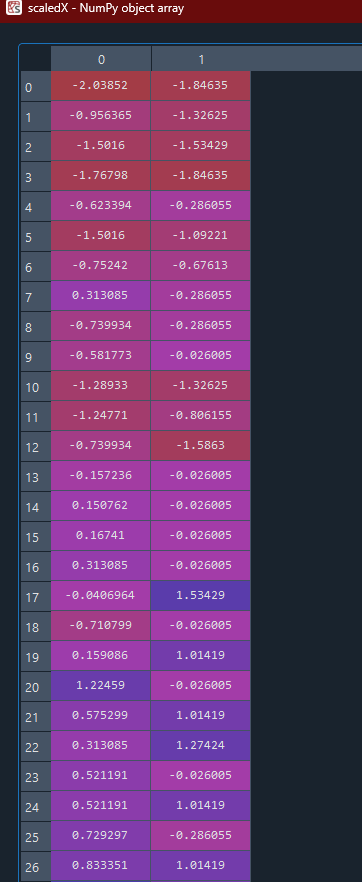 scaledX - NumPy object array
0 1
0 -2.03852 -1.84635
1 -0.956365 -1.32625
2 -1.5016 -1.53429
3 -1.76798 -1.84635
4 -0.623394 -0.286055
5 -1.5016 -1.09221
6 -0.75242 -0.67613
7 0.313085 -0.286055
8 -0.739934 -0.286055
9 -0.581773 -0.026005
10 -1.28933 -1.32625
11 -1.24771 -0.806155
12 -0.739934 -1.5863
13 -0.157236 -0.026005
14 0.150762 -0.026005
15 0.16741 -0.026005
16 0.313085 -0.026005
17 -0.0406964 1.53429
18 -0.710799 -0.026005
19 0.159086 1.01419
20 1.22459 -0.026005
21 0.575299 1.01419
22 0.313085 1.27424
23 0.521191 -0.026005
24 0.521191 1.01419
25 0.729297 -0.286055
26 0.833351 1.01419